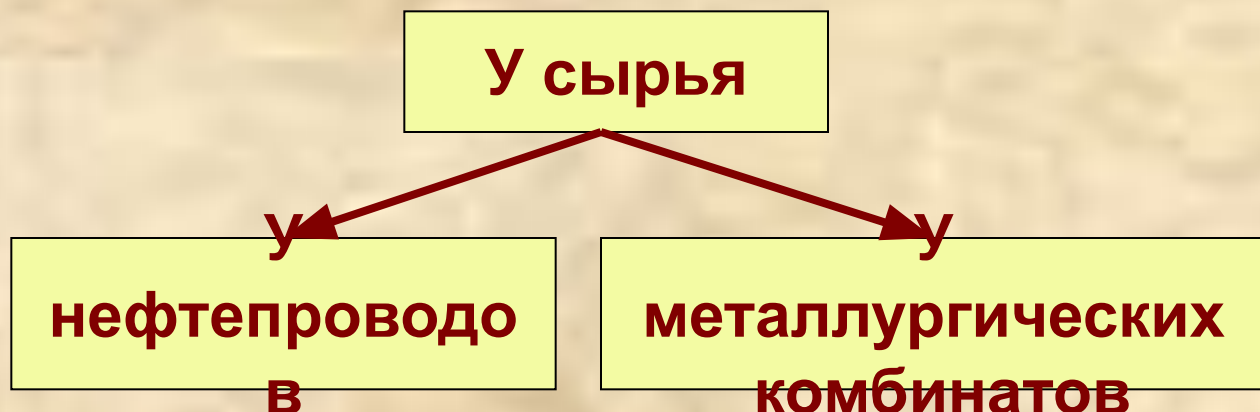 У сырья
У
нефтепроводо
в
У
металлургических
комбинатов